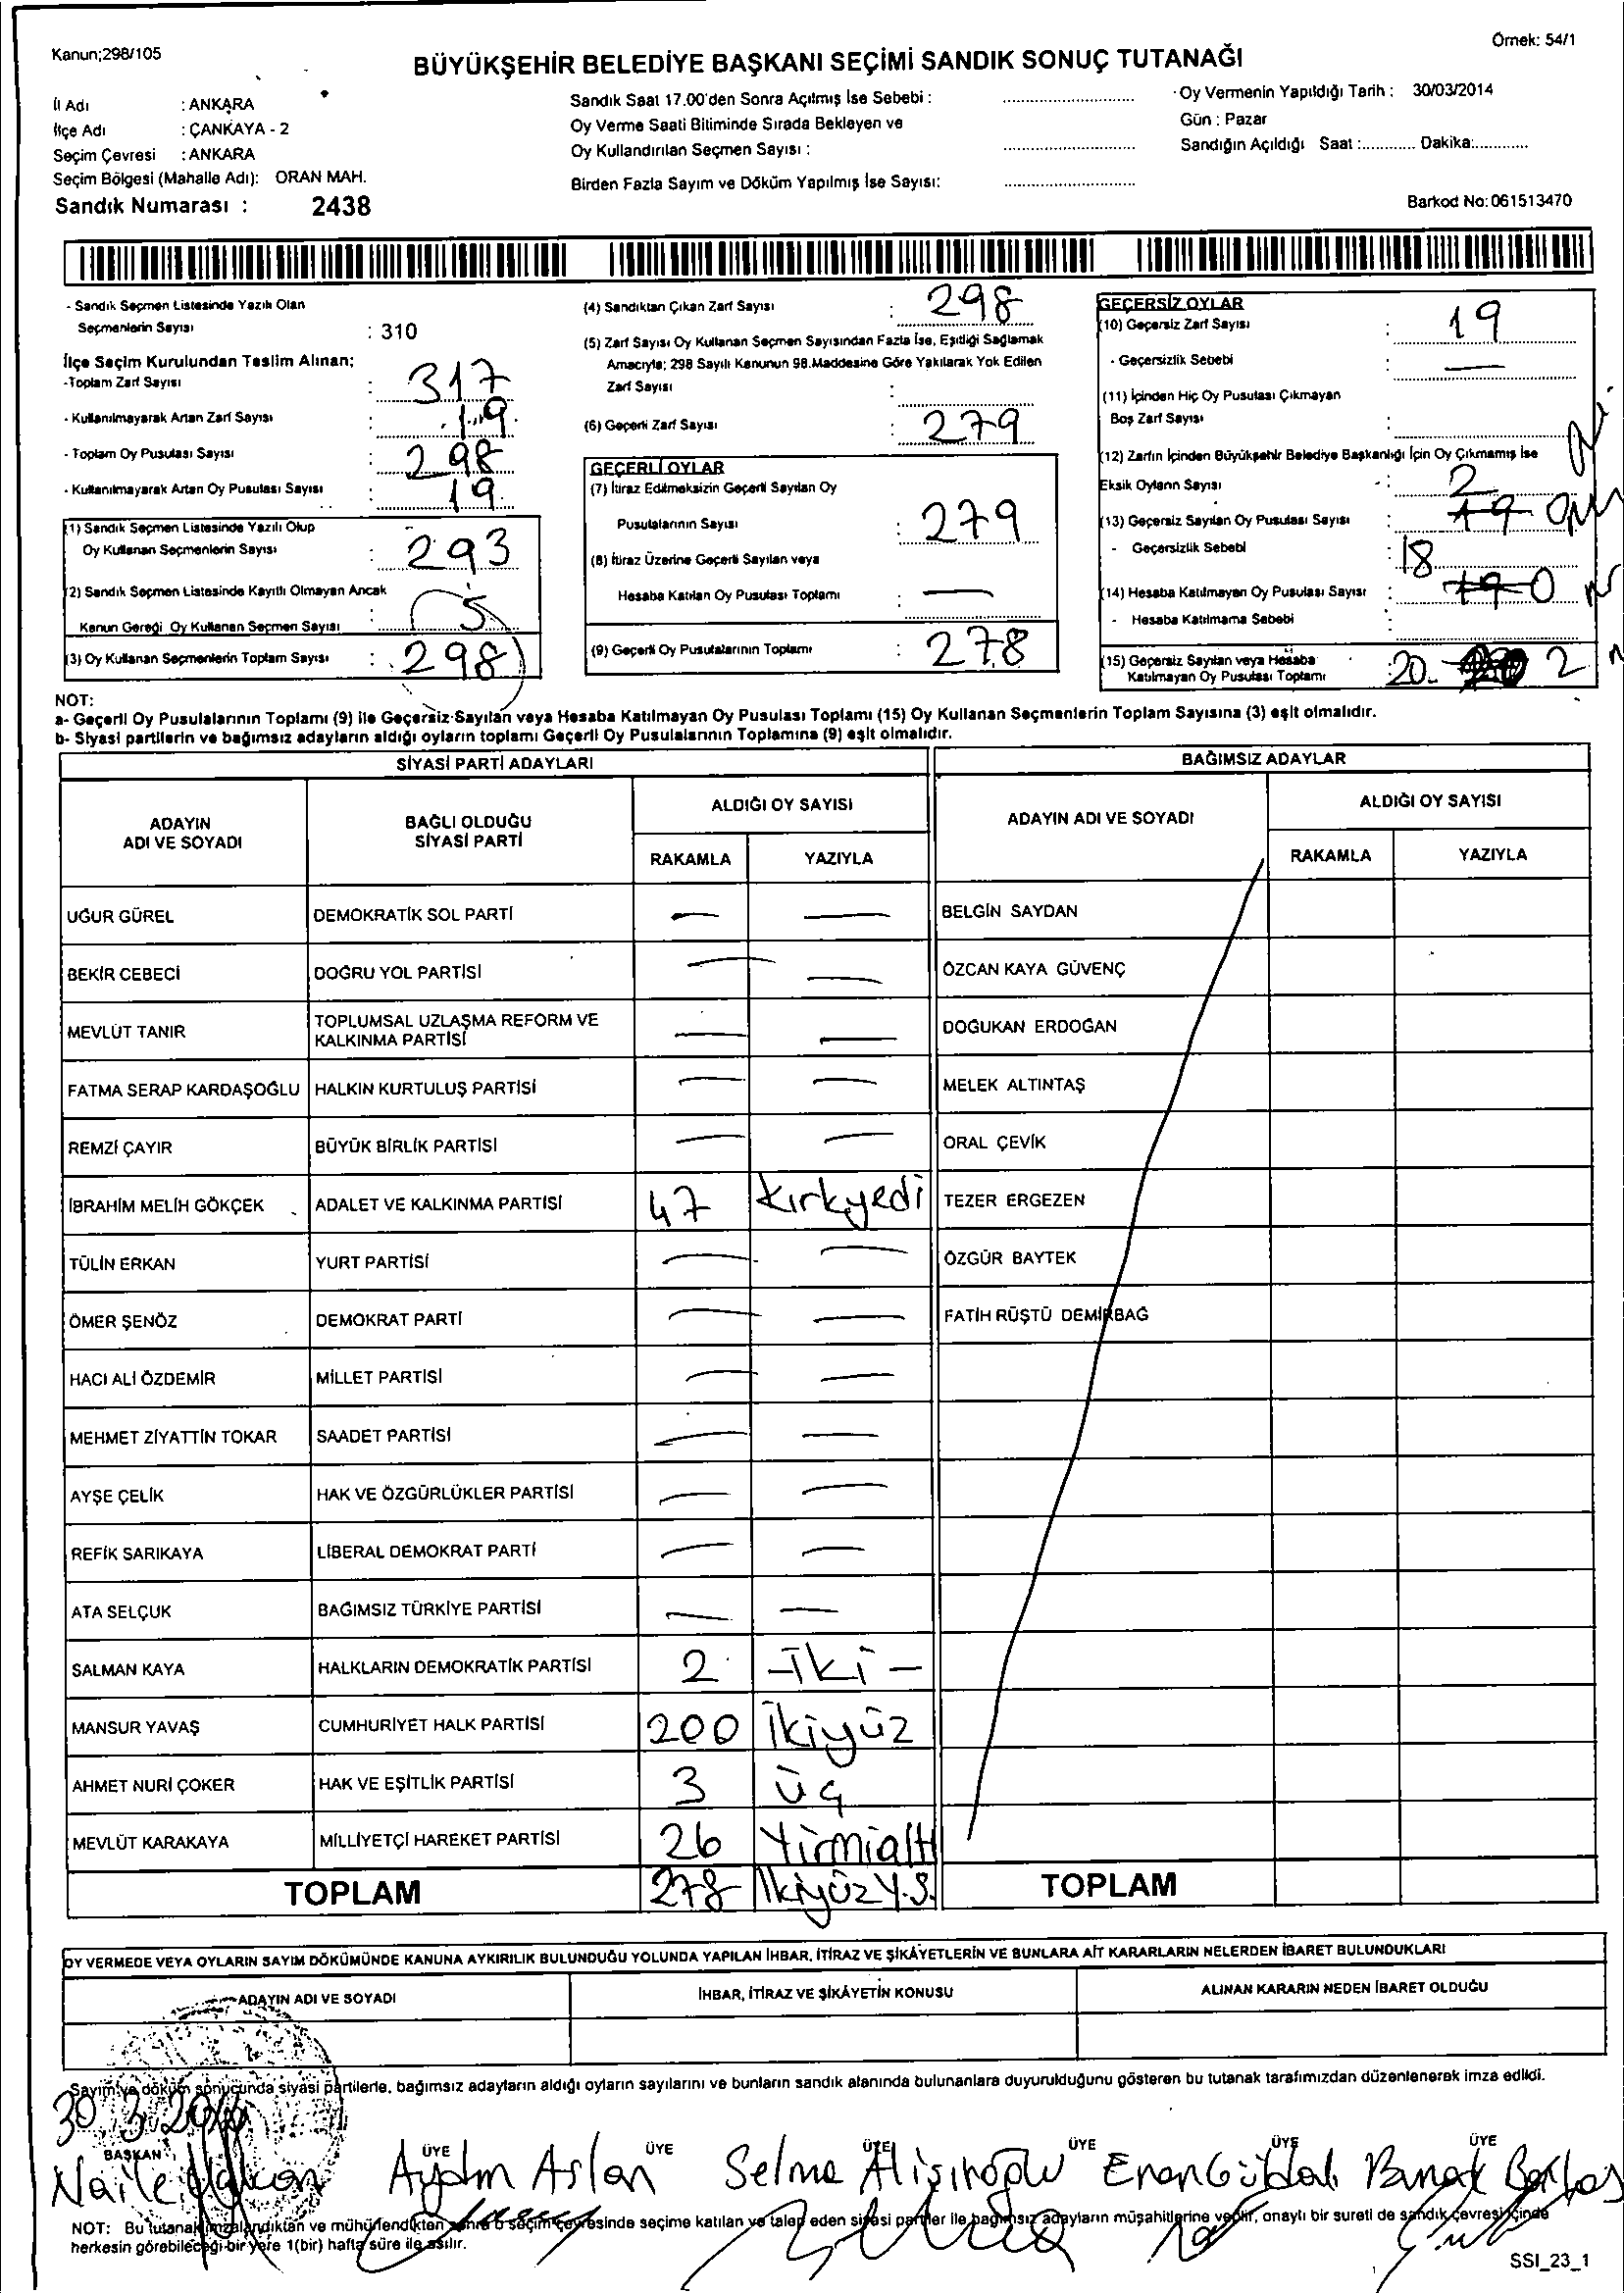 Kanun;298/105
Örnek: 54/1
BÜYÜKŞEHİR BELEDİYE BAŞKANI SEÇİMİ SANDIK SONUÇ TUTANAĞI
İl Adı : ANKARA
İlçe Adı : ÇANKAYA - 2
Seçim Çevresi : ANKARA
Seçim Bölgesi (Mahalle Adı): ORAN MAH.
Sandık Numarası : 2438
Sandık Saat 17.00'den Sonra Açılmış İse Sebebi :
Oy Verme Saati Bitiminde Sırada Bekleyen ve
Oy Kullandırılan Seçmen Sayısı :
Birden Fazla Sayım ve Döküm Yapılmış İse Sayısı:
Oy Vermenin Yapıldığı Tarih : 30/03/2014
Gün : Pazar
Sandığın Açıldığı Saat :............ Dakika:............
Barkod No: 061513470
- Sandık Seçmen Listesinde Yazılı Olan
Seçmenlerin Sayısı : 310
İlçe Seçim Kurulundan Teslim Alınan;
-Toplam Zarf Sayısı : 317
- Kullanılmayarak Artan Zarf Sayısı : 19
- Toplam Oy Pusulası Sayısı : 298
- Kullanılmayarak Artan Oy Pusulası Sayısı : 19
(1) Sandık Seçmen Listesinde Yazılı Olup
Oy Kullanan Seçmenlerin Sayısı : 293
(2) Sandık Seçmen Listesinde Kayıtlı Olmayan Ancak
Kanun Gereği Oy Kullanan Seçmen Sayısı : 5
(3) Oy Kullanan Seçmenlerin Toplam Sayısı : 298
(4) Sandıktan Çıkan Zarf Sayısı : 298
(5) Zarf Sayısı Oy Kullanan Seçmen Sayısından Fazla İse, Eşitliği Sağlamak
Amacıyla; 298 Sayılı Kanunun 98.Maddesine Göre Yakılarak Yok Edilen
Zarf Sayısı :
(6) Geçerli Zarf Sayısı : 279
GEÇERLİ OYLAR
(7) İtiraz Edilmeksizin Geçerli Sayılan Oy
Pusulalarının Sayısı : 279
(8) İtiraz Üzerine Geçerli Sayılan veya
Hesaba Katılan Oy Pusulası Toplamı : —
(9) Geçerli Oy Pusulalarının Toplamı : 278
GEÇERSİZ OYLAR
(10) Geçersiz Zarf Sayısı : 19
- Geçersizlik Sebebi : —
(11) İçinden Hiç Oy Pusulası Çıkmayan
Boş Zarf Sayısı :
(12) Zarfın İçinden Büyükşehir Belediye Başkanlığı İçin Oy Çıkmamış İse
Eksik Oyların Sayısı : 2
(13) Geçersiz Sayılan Oy Pusulası Sayısı : 19
- Geçersizlik Sebebi : 18
(14) Hesaba Katılmayan Oy Pusulası Sayısı : 19 0
- Hesaba Katılmama Sebebi :
(15) Geçersiz Sayılan veya Hesaba
Katılmayan Oy Pusulası Toplamı : 20 2
NOT:
a- Geçerli Oy Pusulalarının Toplamı (9) ile Geçersiz Sayılan veya Hesaba Katılmayan Oy Pusulası Toplamı (15) Oy Kullanan Seçmenlerin Toplam Sayısına (3) eşit olmalıdır.
b- Siyasi partilerin ve bağımsız adayların aldığı oyların toplamı Geçerli Oy Pusulalarının Toplamına (9) eşit olmalıdır.
SİYASİ PARTİ ADAYLARI
BAĞIMSIZ ADAYLAR
ADAYIN
ADI VE SOYADI
BAĞLI OLDUĞU
SİYASİ PARTİ
ALDIĞI OY SAYISI
RAKAMLA YAZIYLA
ADAYIN ADI VE SOYADI
ALDIĞI OY SAYISI
RAKAMLA YAZIYLA
UĞUR GÜREL DEMOKRATİK SOL PARTİ — — BELGİN SAYDAN
BEKİR CEBECİ DOĞRU YOL PARTİSİ — — ÖZCAN KAYA GÜVENÇ
MEVLÜT TANIR TOPLUMSAL UZLAŞMA REFORM VE
KALKINMA PARTİSİ — — DOĞUKAN ERDOĞAN
FATMA SERAP KARDAŞOĞLU HALKIN KURTULUŞ PARTİSİ — — MELEK ALTINTAŞ
REMZİ ÇAYIR BÜYÜK BİRLİK PARTİSİ — — ORAL ÇEVİK
İBRAHİM MELİH GÖKÇEK ADALET VE KALKINMA PARTİSİ 47 Kırkyedi TEZER ERGEZEN
TÜLİN ERKAN YURT PARTİSİ — — ÖZGÜR BAYTEK
ÖMER ŞENÖZ DEMOKRAT PARTİ — — FATİH RÜŞTÜ DEMİRBAĞ
HACI ALİ ÖZDEMİR MİLLET PARTİSİ — —
MEHMET ZİYATTİN TOKAR SAADET PARTİSİ — —
AYŞE ÇELİK HAK VE ÖZGÜRLÜKLER PARTİSİ — —
REFİK SARIKAYA LİBERAL DEMOKRAT PARTİ — —
ATA SELÇUK BAĞIMSIZ TÜRKİYE PARTİSİ — —
SALMAN KAYA HALKLARIN DEMOKRATİK PARTİSİ 2 -İki-
MANSUR YAVAŞ CUMHURİYET HALK PARTİSİ 200 İkiyüz
AHMET NURİ ÇOKER HAK VE EŞİTLİK PARTİSİ 3 üç
MEVLÜT KARAKAYA MİLLİYETÇİ HAREKET PARTİSİ 26 Yirmialtı
TOPLAM 278 İkiyüz Y.S. TOPLAM
OY VERMEDE VEYA OYLARIN SAYIM DÖKÜMÜNDE KANUNA AYKIRILIK BULUNDUĞU YOLUNDA YAPILAN İHBAR, İTİRAZ VE ŞİKÂYETLERİN VE BUNLARA AİT KARARLARIN NELERDEN İBARET BULUNDUKLARI
ADAYIN ADI VE SOYADI İHBAR, İTİRAZ VE ŞİKÂYETİN KONUSU ALINAN KARARIN NEDEN İBARET OLDUĞU
Sayım ve döküm sonucunda siyasi partilerle, bağımsız adayların aldığı oyların sayılarını ve bunların sandık alanında bulunanlara duyurulduğunu gösteren bu tutanak tarafımızdan düzenlenerek imza edildi.
30.3.2014
BAŞKAN ÜYE ÜYE ÜYE ÜYE ÜYE ÜYE
Naile Aydın Aslan Selma Alişinoğlu
NOT: Bu tutanak imzalandıktan ve mühürlendikten sonra o seçim çevresinde seçime katılan ve talep eden siyasi partiler ile bağımsız adayların müşahitlerine verilir, onaylı bir sureti de sandık çevresi içinde
herkesin görebileceği bir yere 1(bir) hafta süre ile asılır.
SSI_23_1